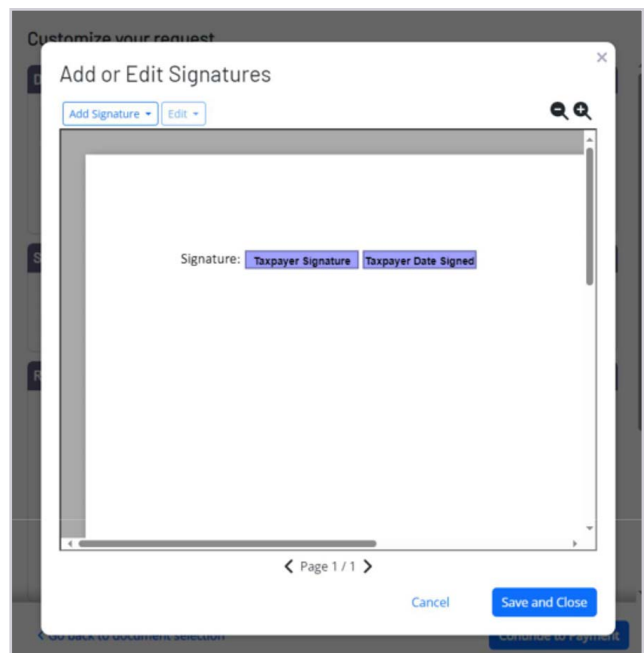 Customize your request
D
×
Add or Edit Signatures
Add Signature Edit
Signature: Taxpayer Signature Taxpayer Date Signed
S
R
Page 1 / 1
Cancel Save and Close
Go back to document selection Continue to Payment